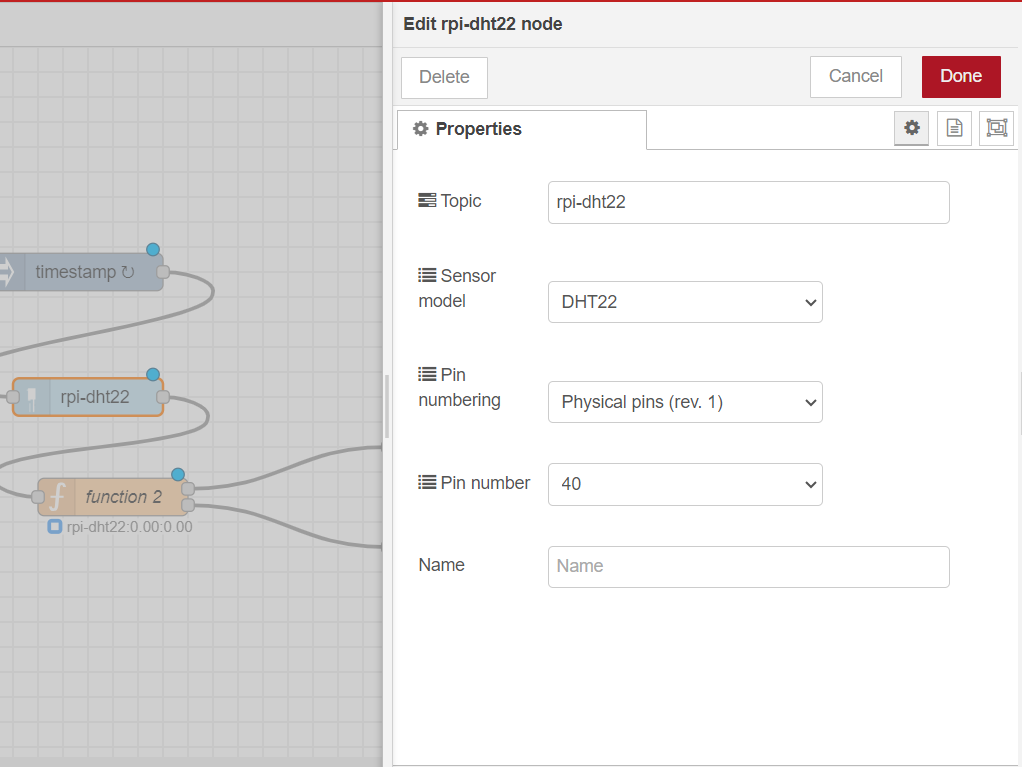 Edit rpi-dht22 node
Delete
Cancel
Done
Properties
Topic
rpi-dht22
Sensor
model
DHT22
Pin
numbering
Physical pins (rev. 1)
Pin number
40
Name
Name
timestamp ↻
rpi-dht22
function 2
rpi-dht22:0.00:0.00